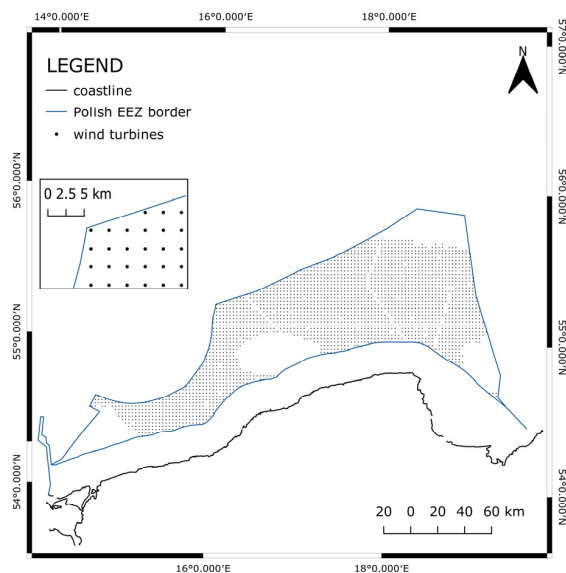 14°0.000'E 16°0.000'E 18°0.000'E
57°0.000'N
LEGEND
N
coastline
Polish EEZ border
wind turbines
56°0.000'N
56°0.000'N
0 2.5 5 km
55°0.000'N
55°0.000'N
54°0.000'N
54°0.000'N
20 0 20 40 60 km
16°0.000'E 18°0.000'E